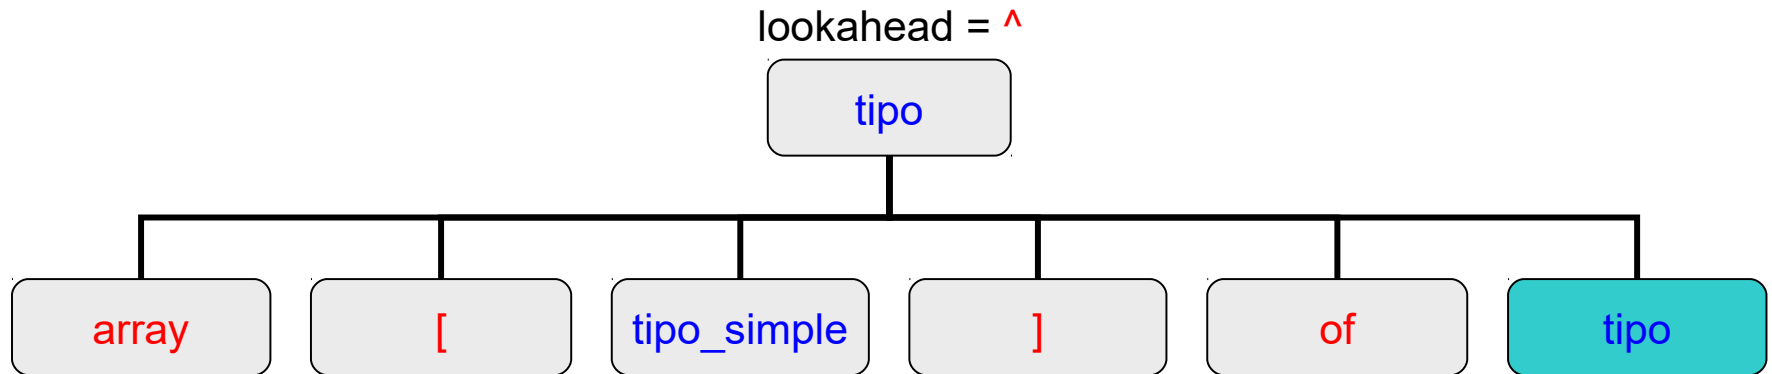 lookahead = ^
tipo
array [ tipo_simple ] of tipo